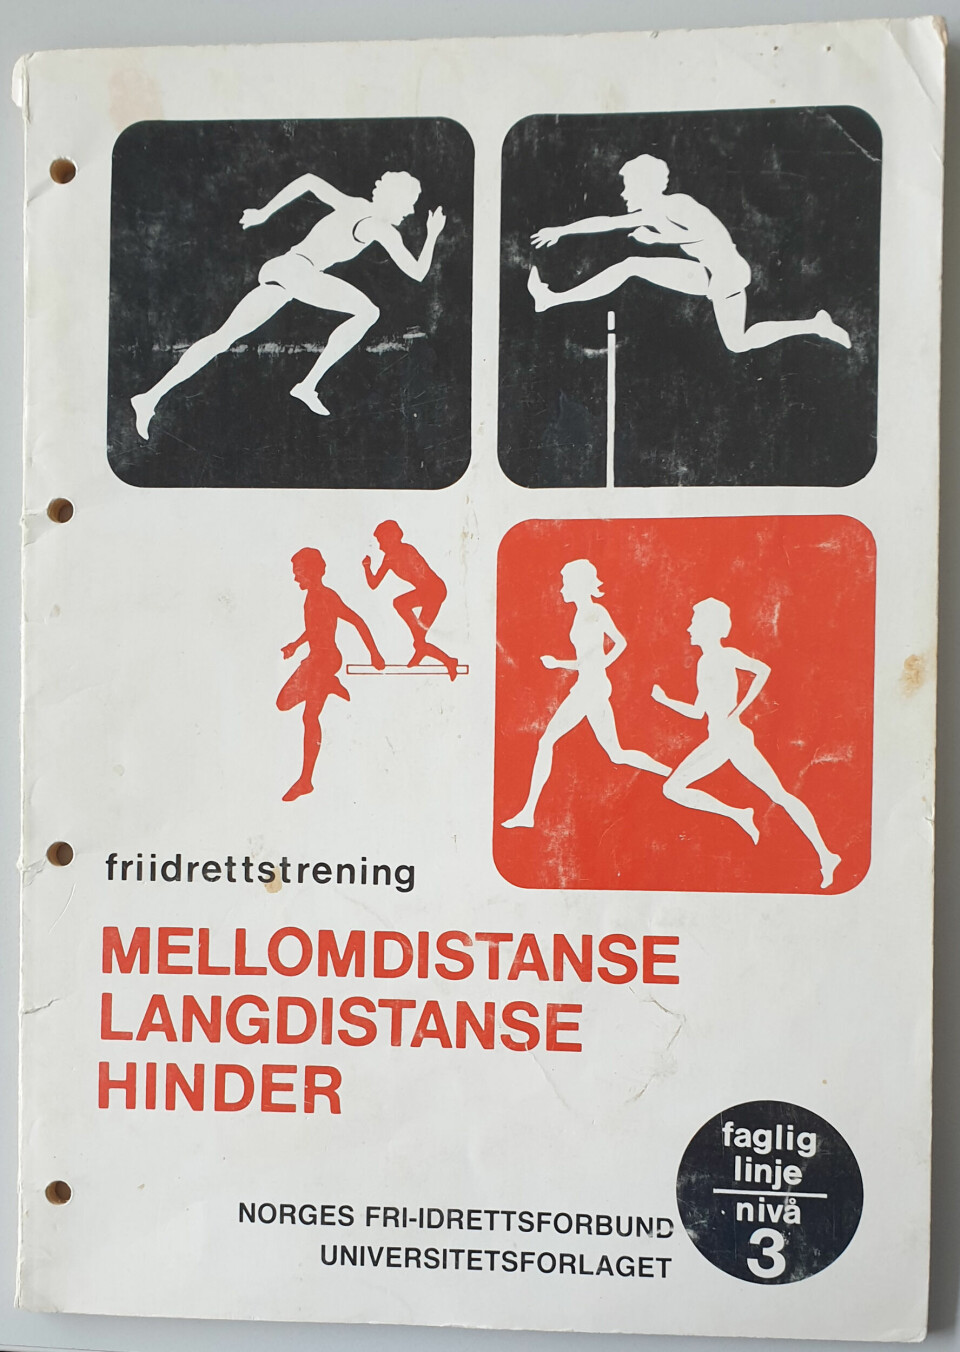 friidrettstrening
MELLOMDISTANSE
LANGDISTANSE
HINDER
NORGES FRI-IDRETTSFORBUND
UNIVERSITETSFORLAGET
faglig
linje
nivå
3